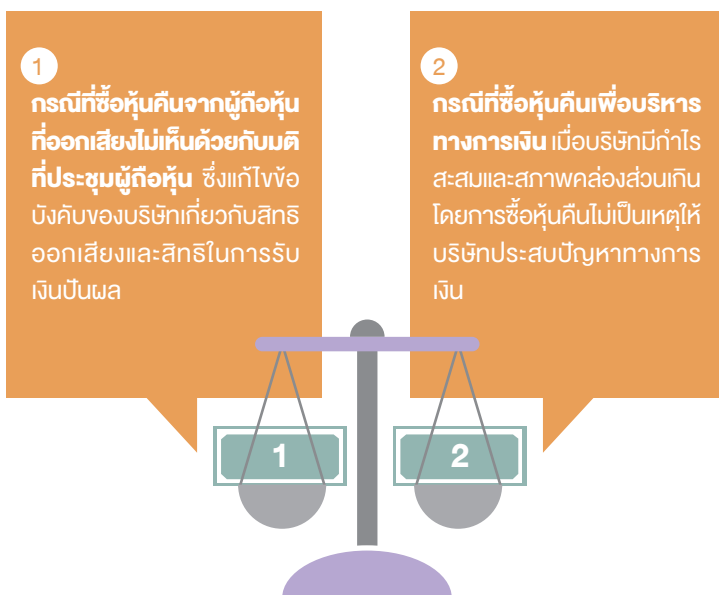 1
กรณีที่ซื้อหุ้นคืนจากผู้ถือหุ้น
ที่ออกเสียงไม่เห็นด้วยกับมติ
ที่ประชุมผู้ถือหุ้น ซึ่งแก้ไขข้อ
บังคับของบริษัทเกี่ยวกับสิทธิ
ออกเสียงและสิทธิในการรับ
เงินปันผล
2
กรณีที่ซื้อหุ้นคืนเพื่อบริหาร
ทางการเงิน เมื่อบริษัทมีกำไร
สะสมและสภาพคล่องส่วนเกิน
โดยการซื้อหุ้นคืนไม่เป็นเหตุให้
บริษัทประสบปัญหาทางการ
เงิน
1
2